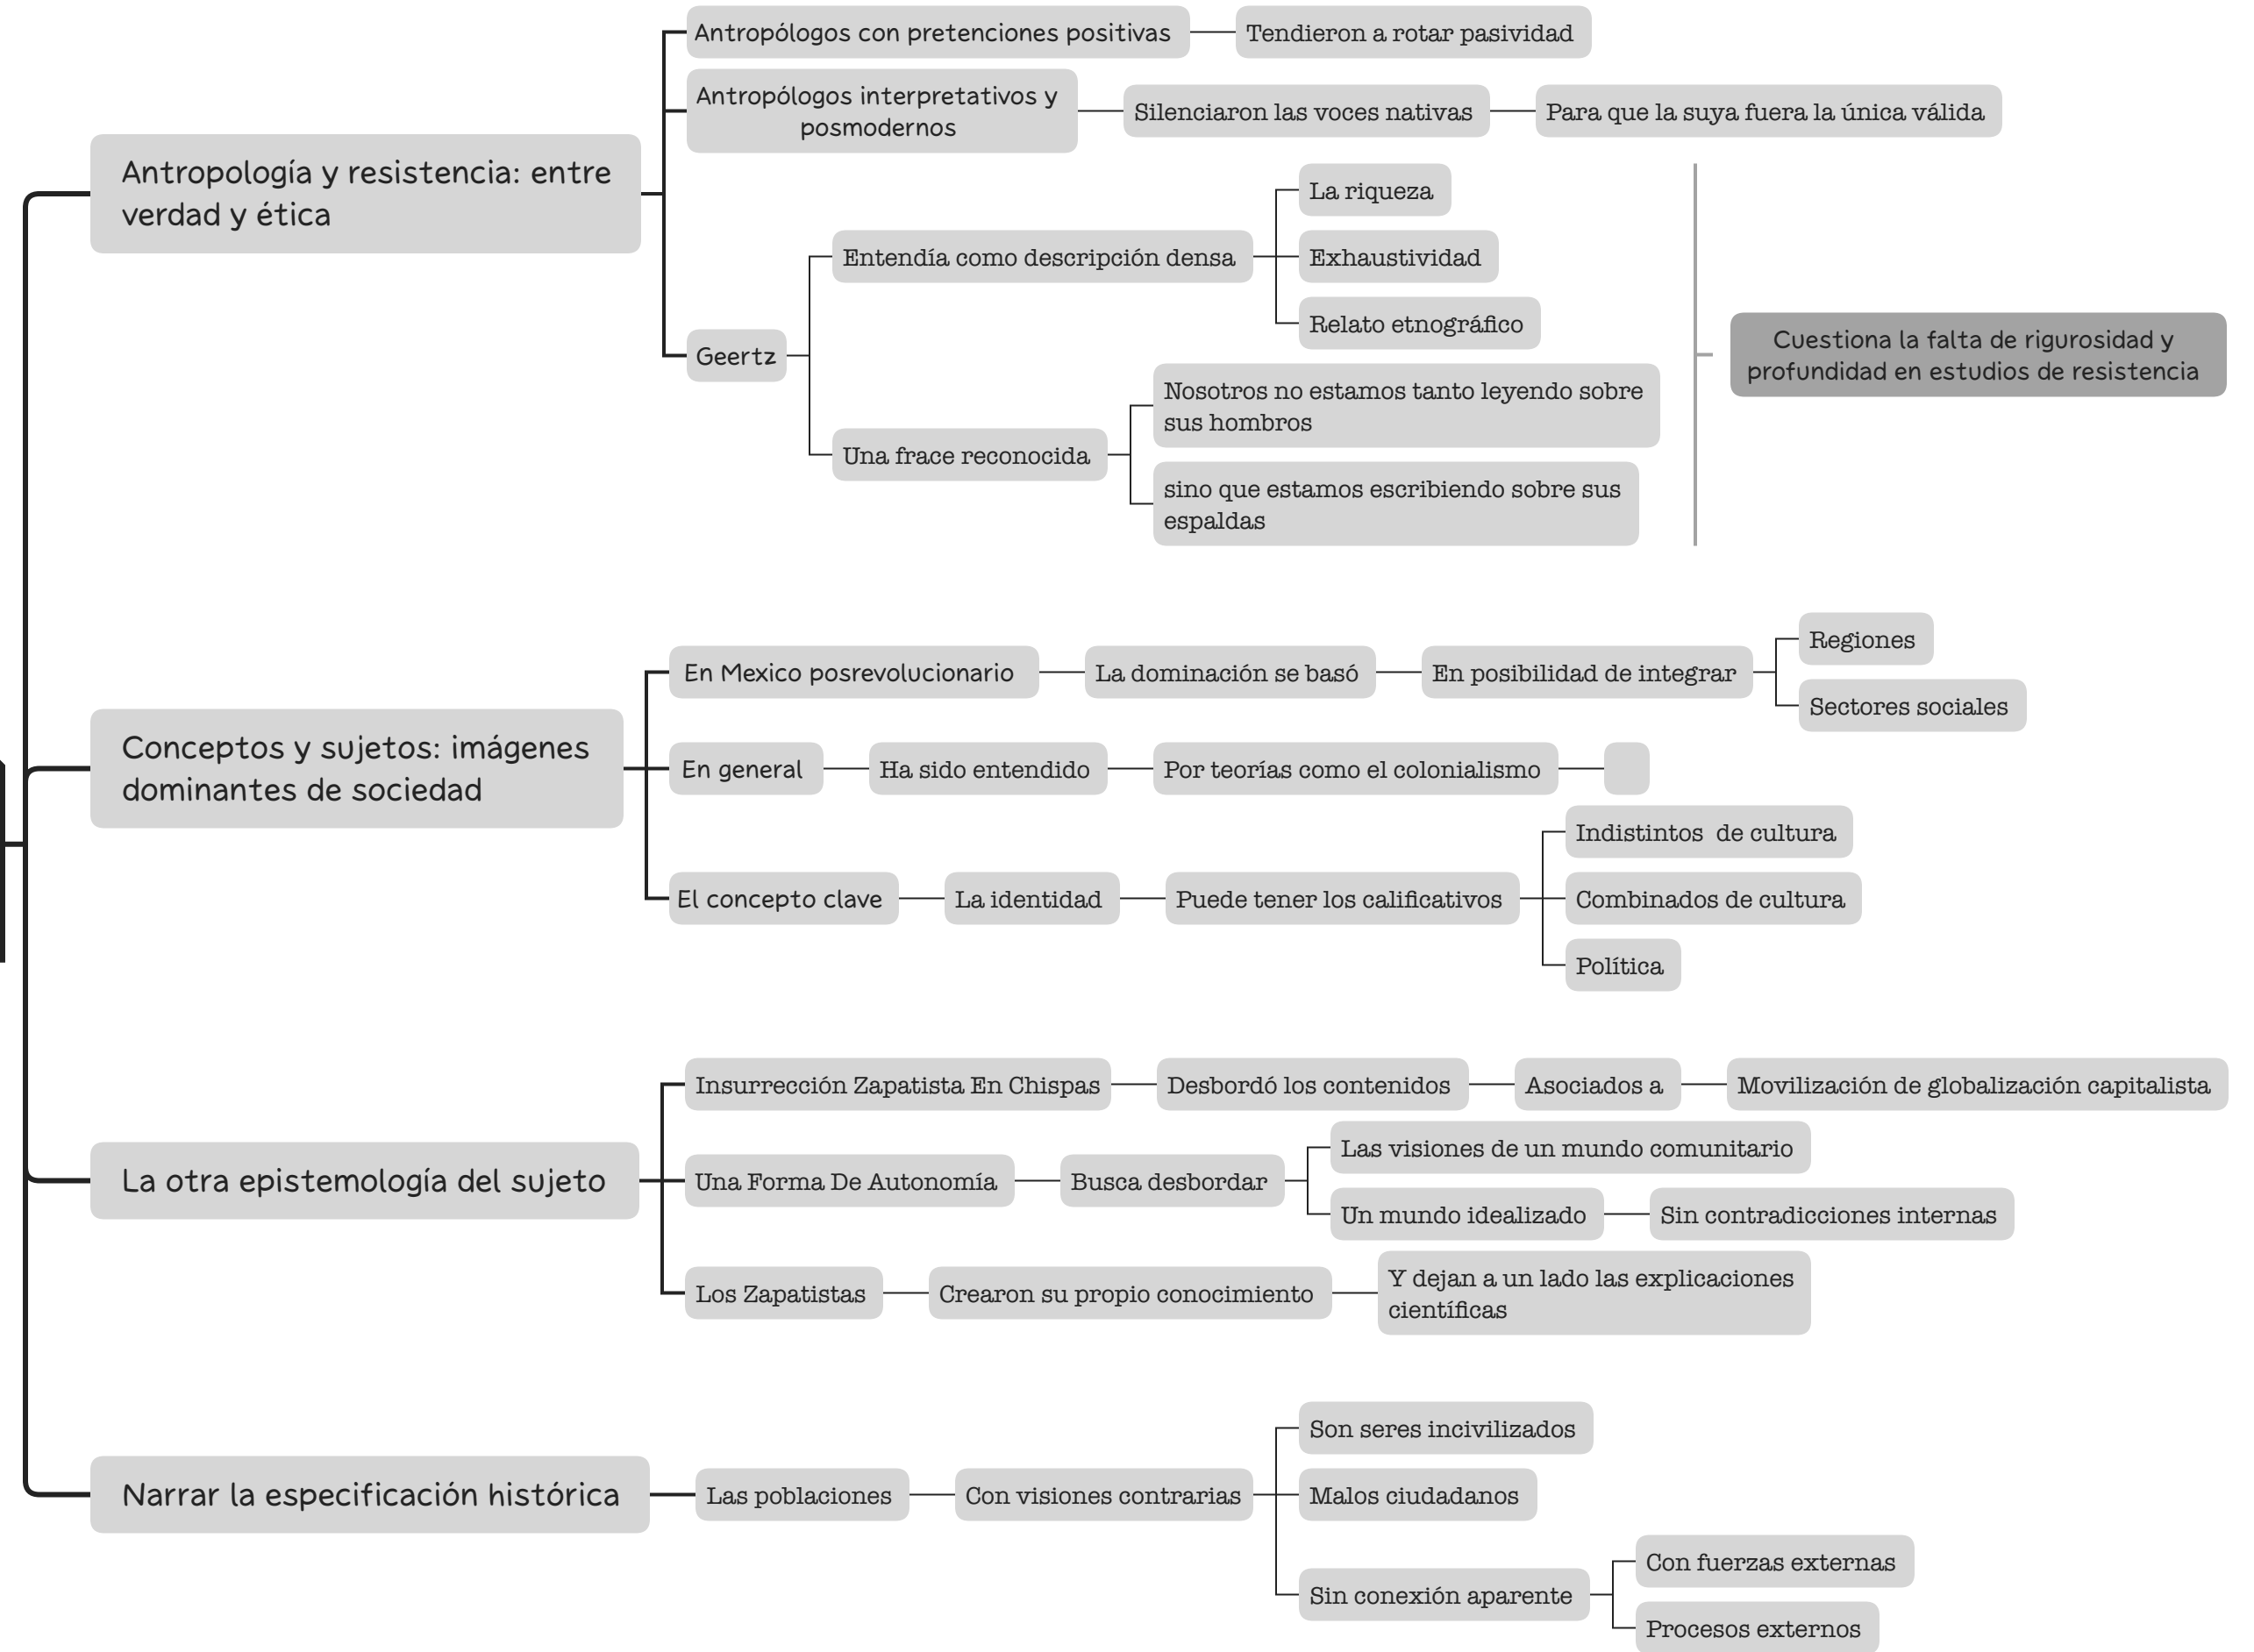 Antropología y resistencia: entre
verdad y ética
Antropólogos con pretenciones positivas
Tendieron a rotar pasividad
Antropólogos interpretativos y
posmodernos
Silenciaron las voces nativas
Para que la suya fuera la única válida
Geertz
Entendía como descripción densa
La riqueza
Exhaustividad
Relato etnográfico
Una frace reconocida
Nosotros no estamos tanto leyendo sobre
sus hombros
sino que estamos escribiendo sobre sus
espaldas
Cuestiona la falta de rigurosidad y
profundidad en estudios de resistencia
Conceptos y sujetos: imágenes
dominantes de sociedad
En Mexico posrevolucionario
La dominación se basó
En posibilidad de integrar
Regiones
Sectores sociales
En general
Ha sido entendido
Por teorías como el colonialismo
El concepto clave
La identidad
Puede tener los calificativos
Indistintos de cultura
Combinados de cultura
Política
La otra epistemología del sujeto
Insurrección Zapatista En Chispas
Desbordó los contenidos
Asociados a
Movilización de globalización capitalista
Una Forma De Autonomía
Busca desbordar
Las visiones de un mundo comunitario
Un mundo idealizado
Sin contradicciones internas
Los Zapatistas
Crearon su propio conocimiento
Y dejan a un lado las explicaciones
científicas
Narrar la especificación histórica
Las poblaciones
Con visiones contrarias
Son seres incivilizados
Malos ciudadanos
Sin conexión aparente
Con fuerzas externas
Procesos externos